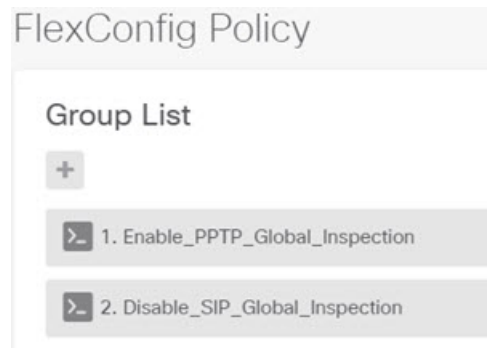 FlexConfig Policy
Group List
+
>_ 1. Enable_PPTP_Global_Inspection
>_ 2. Disable_SIP_Global_Inspection